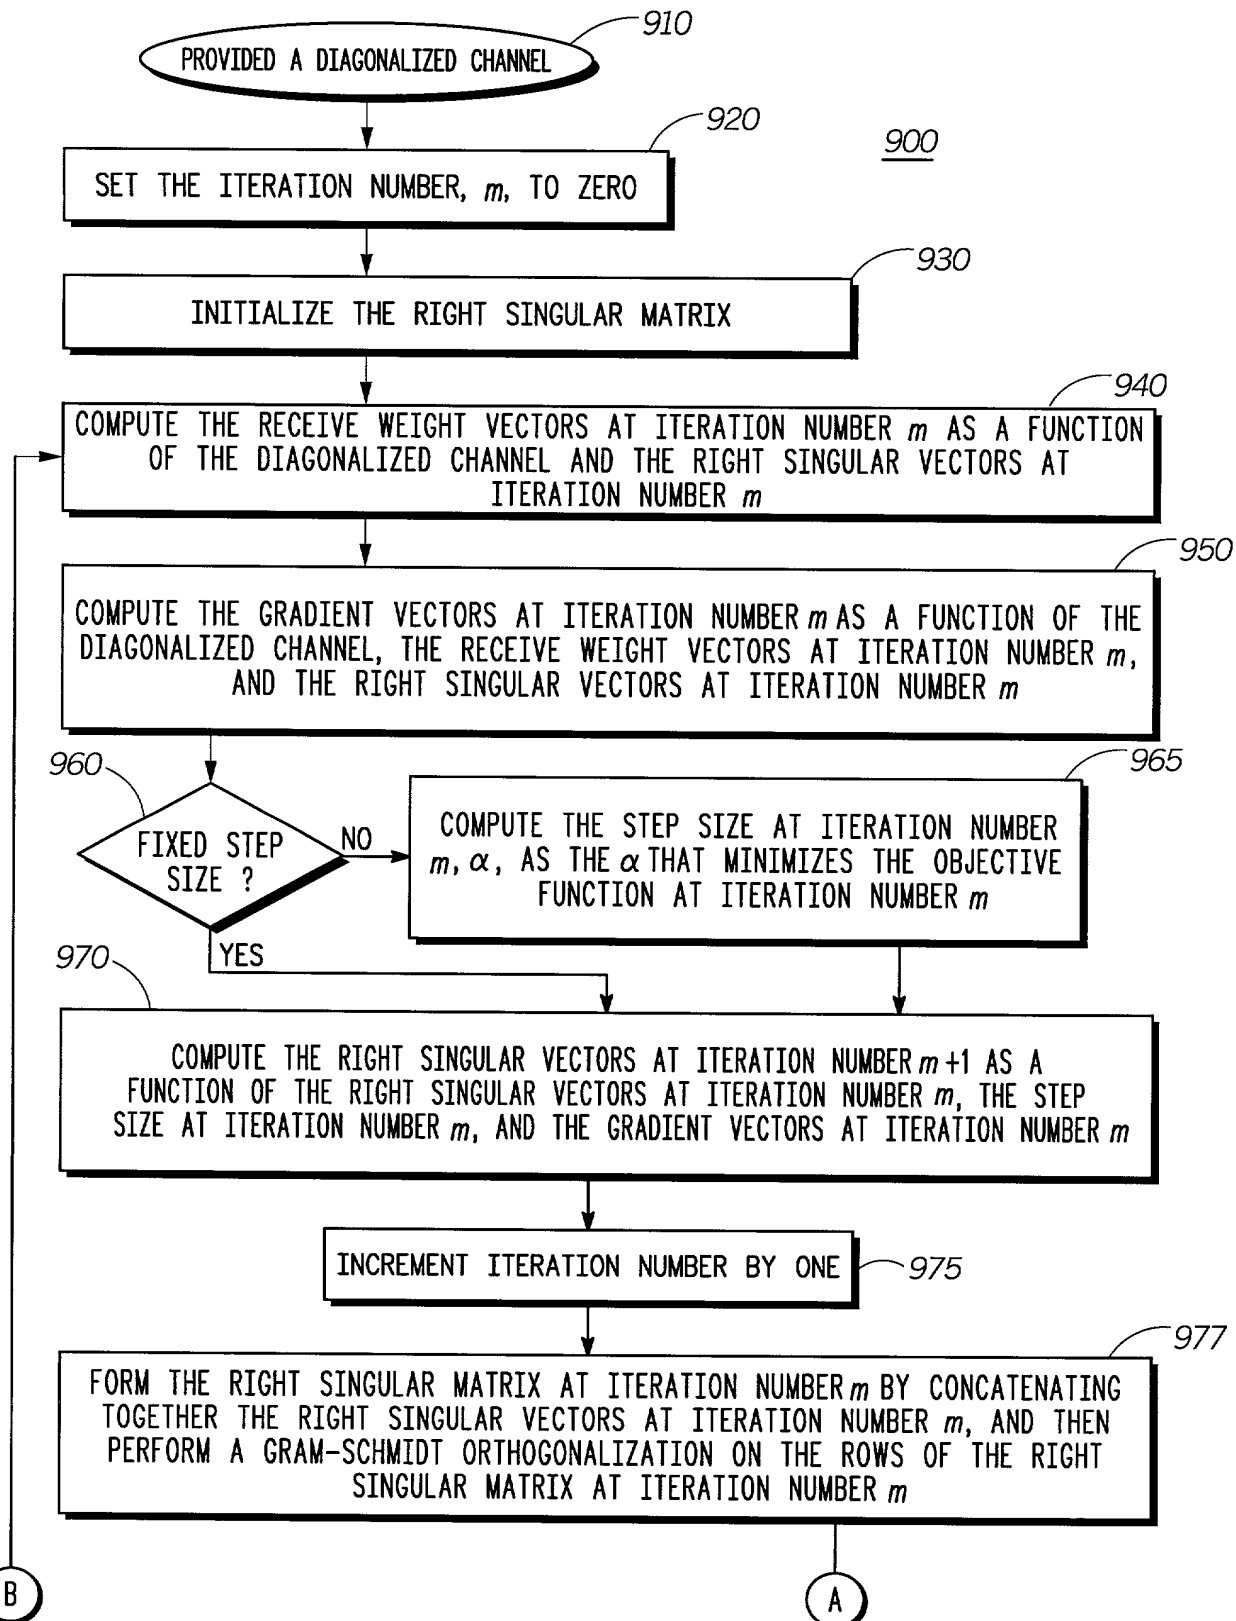 910
PROVIDED A DIAGONALIZED CHANNEL
920
900
SET THE ITERATION NUMBER, m, TO ZERO
930
INITIALIZE THE RIGHT SINGULAR MATRIX
940
COMPUTE THE RECEIVE WEIGHT VECTORS AT ITERATION NUMBER m AS A FUNCTION
OF THE DIAGONALIZED CHANNEL AND THE RIGHT SINGULAR VECTORS AT
ITERATION NUMBER m
950
COMPUTE THE GRADIENT VECTORS AT ITERATION NUMBER m AS A FUNCTION OF THE
DIAGONALIZED CHANNEL, THE RECEIVE WEIGHT VECTORS AT ITERATION NUMBER m,
AND THE RIGHT SINGULAR VECTORS AT ITERATION NUMBER m
960
FIXED STEP
SIZE ?
NO
965
COMPUTE THE STEP SIZE AT ITERATION NUMBER
m, α, AS THE α THAT MINIMIZES THE OBJECTIVE
FUNCTION AT ITERATION NUMBER m
YES
970
COMPUTE THE RIGHT SINGULAR VECTORS AT ITERATION NUMBER m+1 AS A
FUNCTION OF THE RIGHT SINGULAR VECTORS AT ITERATION NUMBER m, THE STEP
SIZE AT ITERATION NUMBER m, AND THE GRADIENT VECTORS AT ITERATION NUMBER m
INCREMENT ITERATION NUMBER BY ONE
975
977
FORM THE RIGHT SINGULAR MATRIX AT ITERATION NUMBER m BY CONCATENATING
TOGETHER THE RIGHT SINGULAR VECTORS AT ITERATION NUMBER m, AND THEN
PERFORM A GRAM-SCHMIDT ORTHOGONALIZATION ON THE ROWS OF THE RIGHT
SINGULAR MATRIX AT ITERATION NUMBER m
B
A